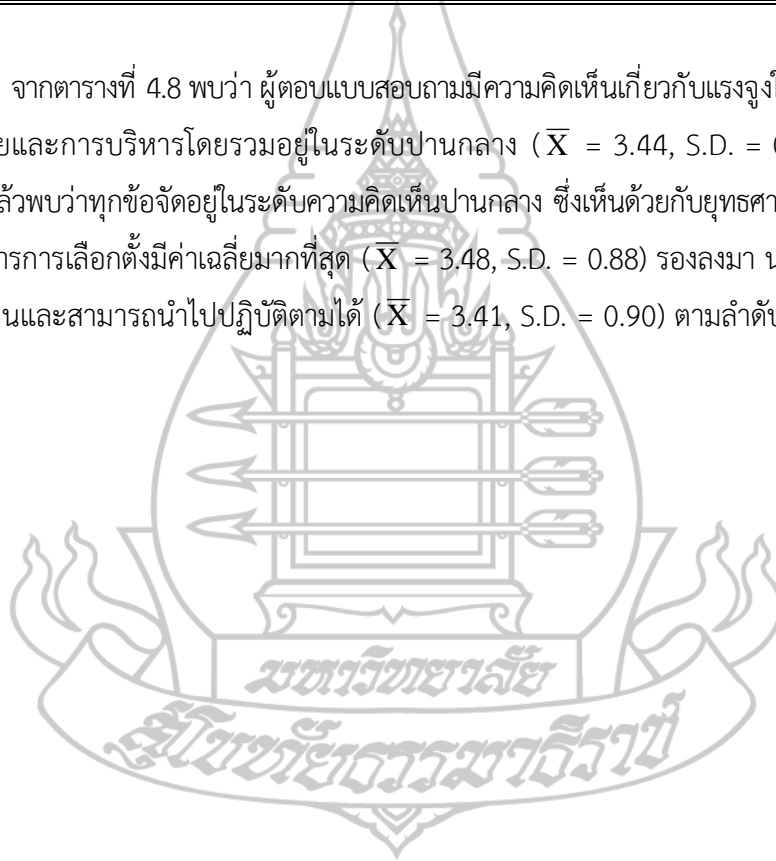 จากตารางที่ 4.8 พบว่า ผู้ตอบแบบสอบถามมีความคิดเห็นเกี่ยวกับแรงจูงใ
ยและการบริหารโดยรวมอยู่ในระดับปานกลาง ( X̅ = 3.44, S.D. =
ล้วพบว่าทุกข้อจัดอยู่ในระดับความคิดเห็นปานกลาง ซึ่งเห็นด้วยกับยุทธศา
ารการเลือกตั้งมีค่าเฉลี่ยมากที่สุด ( X̅ = 3.48, S.D. = 0.88) รองลงมา น
นและสามารถนำไปปฏิบัติตามได้ ( X̅ = 3.41, S.D. = 0.90) ตามลำดับ
มหาวิทยาลัย
สุโขทัยธรรมาธิราช